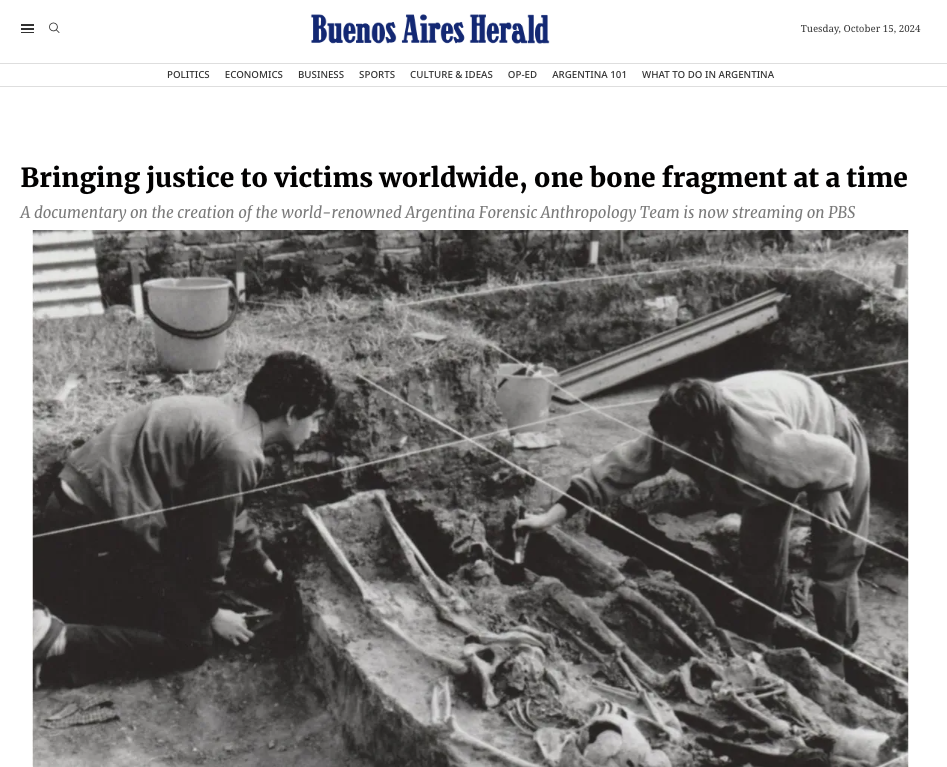 Buenos Aires Herald
Tuesday, October 15, 2024
POLITICS ECONOMICS BUSINESS SPORTS CULTURE & IDEAS OP-ED ARGENTINA 101 WHAT TO DO IN ARGENTINA
Bringing justice to victims worldwide, one bone fragment at a time
A documentary on the creation of the world-renowned Argentina Forensic Anthropology Team is now streaming on PBS